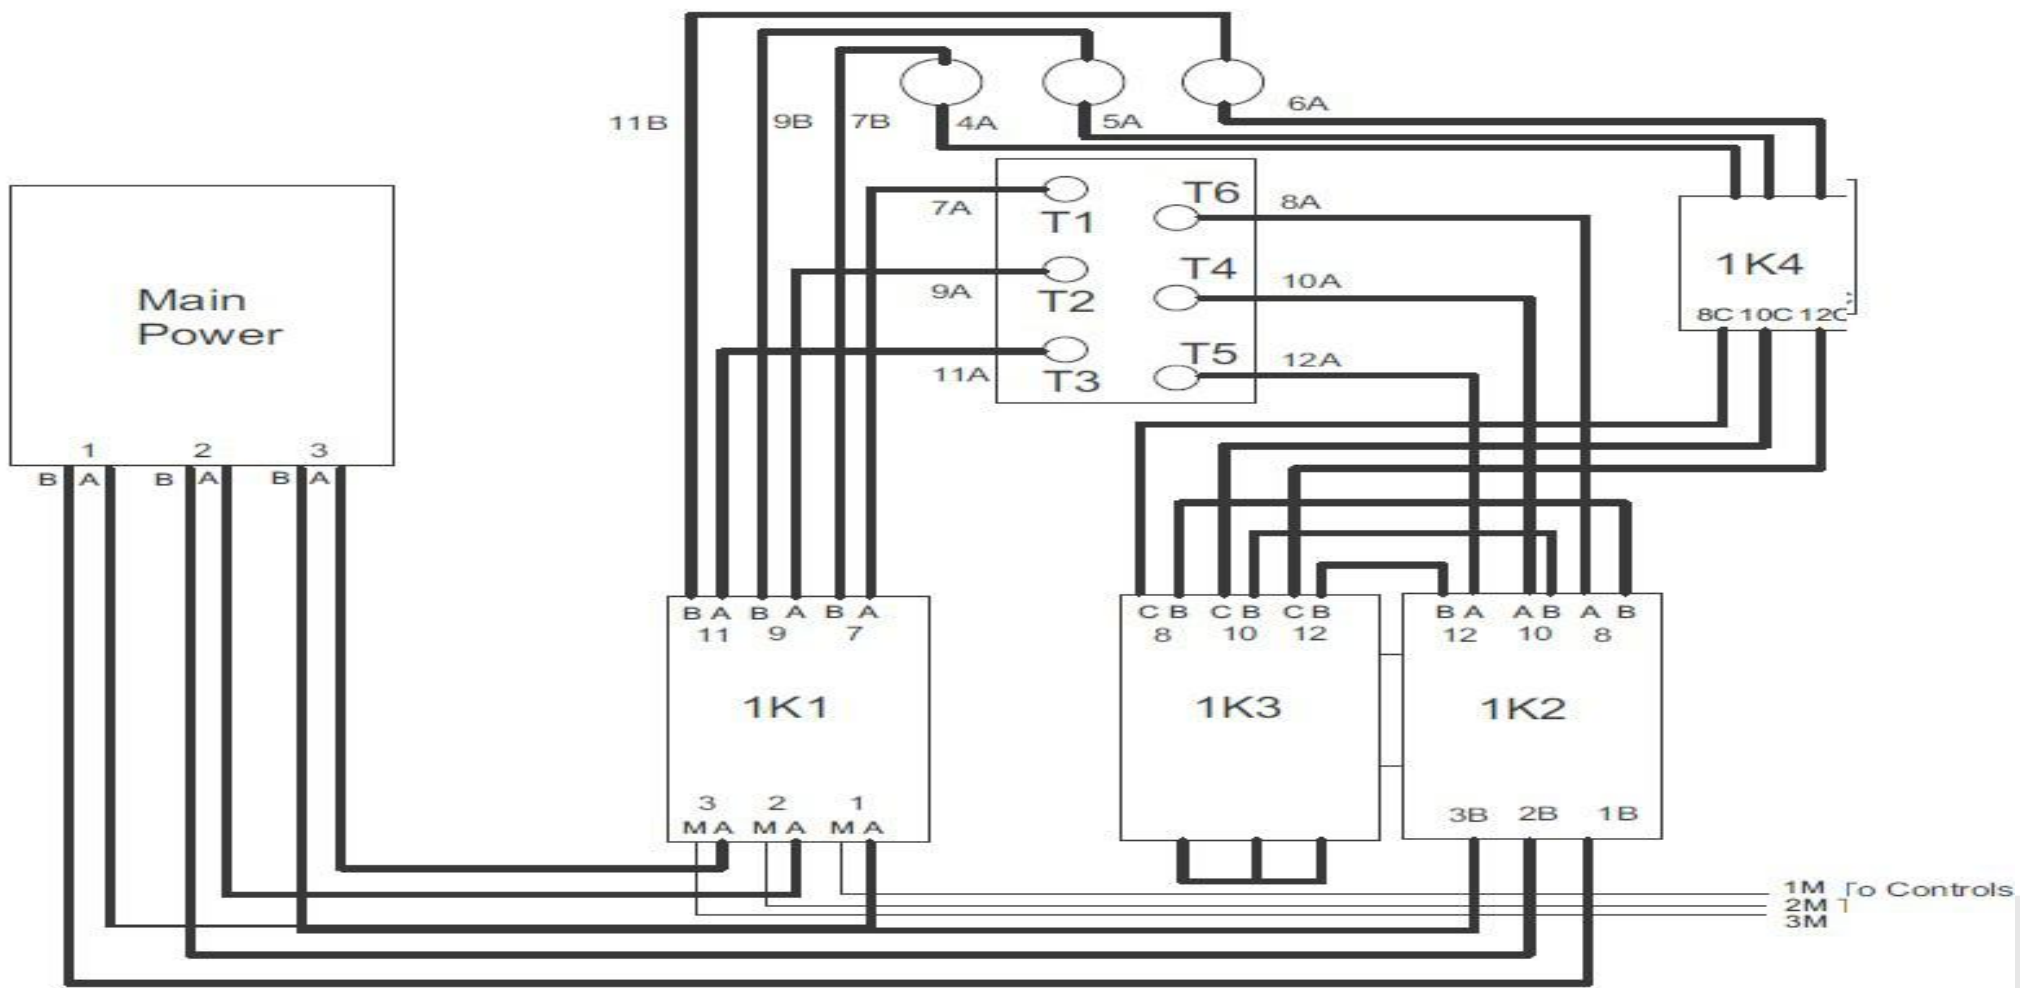 11B
9B
7B
4A
5A
6A
Main
Power
7A
T1
T6
8A
9A
T2
T4
10A
11A
T3
T5
12A
1K4
8C 10C 12C
1 2 3
B A B A B A
B A B A B A
11 9 7
1K1
3 2 1
M A M A M A
C B C B C B
8 10 12
1K3
B A A B A B
12 10 8
1K2
3B 2B 1B
1M To Controls
2M
3M